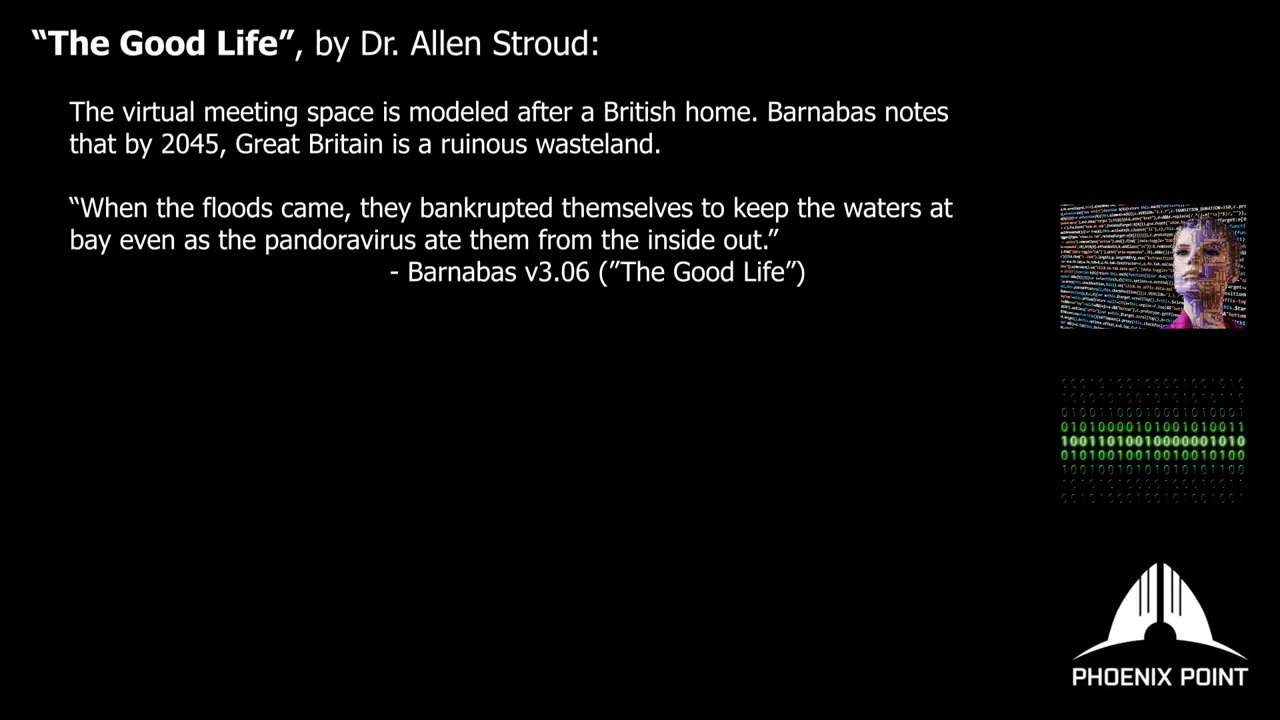 “The Good Life”, by Dr. Allen Stroud:
The virtual meeting space is modeled after a British home. Barnabas notes
that by 2045, Great Britain is a ruinous wasteland.
“When the floods came, they bankrupted themselves to keep the waters at
bay even as the pandoravirus ate them from the inside out.”
- Barnabas v3.06 (”The Good Life”)
01010000101001010011
10011010010000001010
01010010010010010100
PHOENIX POINT